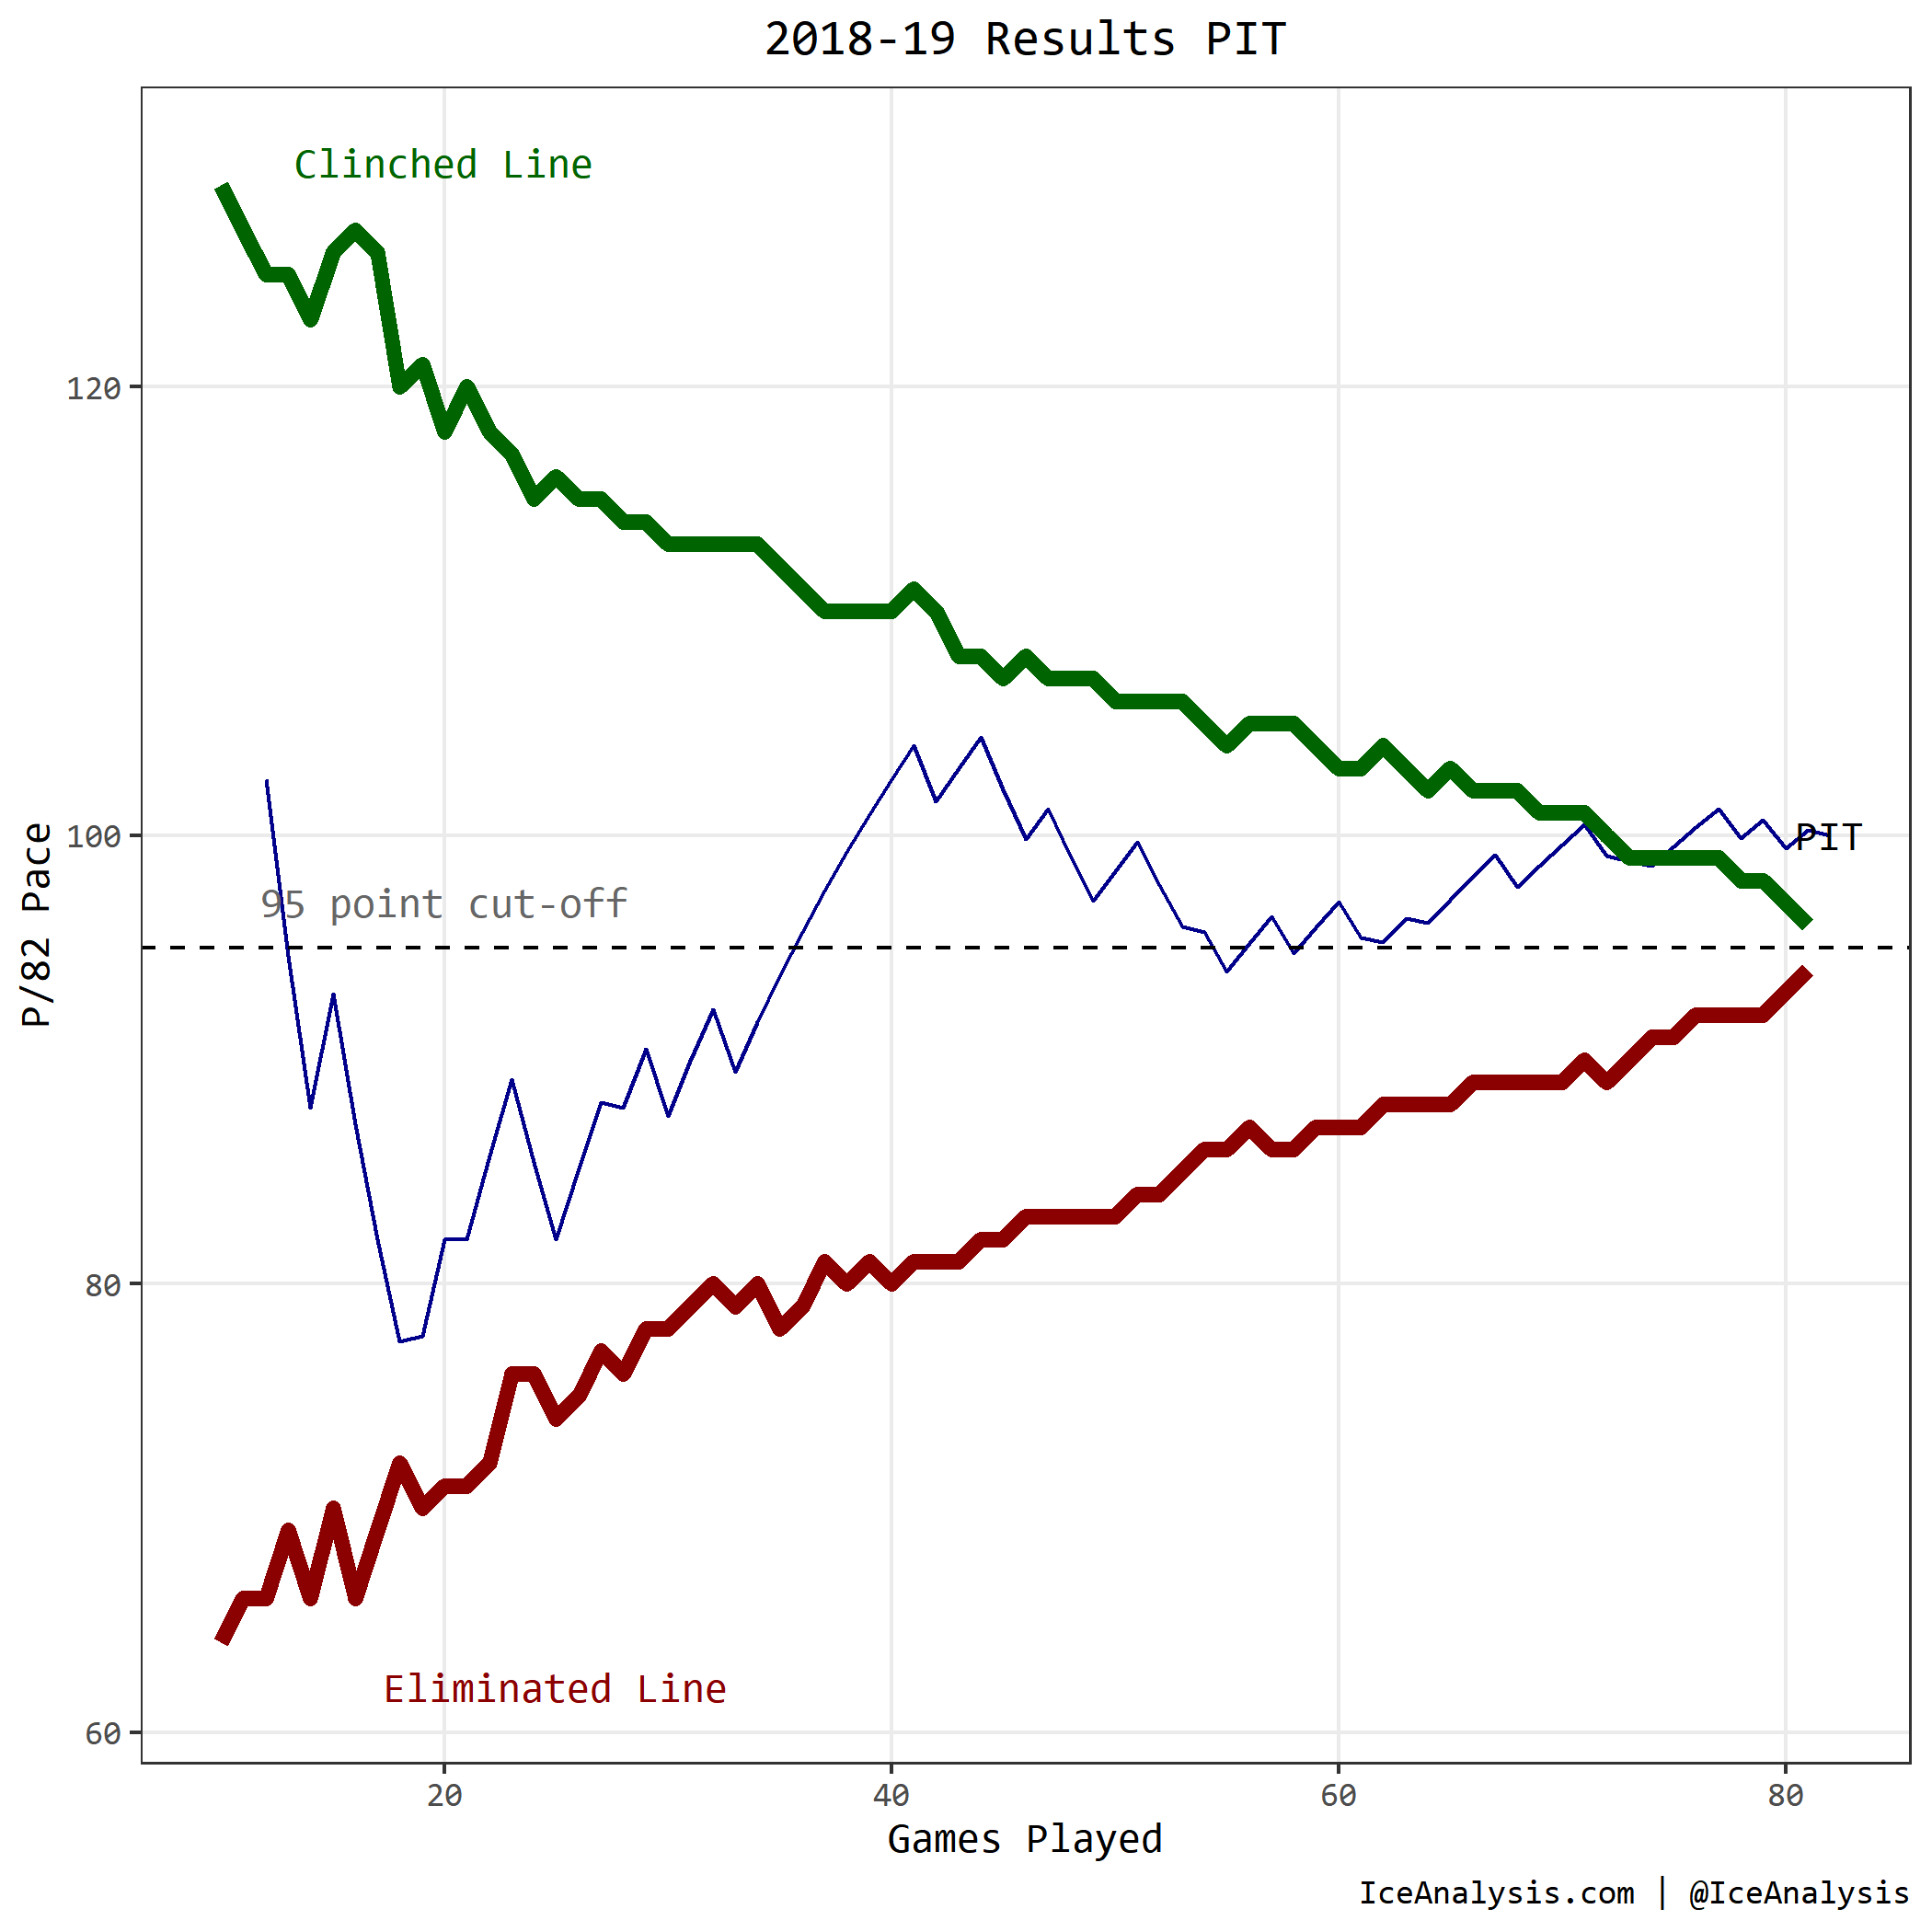 2018-19 Results PIT
Clinched Line
120
100
PIT
95 point cut-off
P/82 Pace
80
Eliminated Line
60
20 40 60 80
Games Played
IceAnalysis.com | @IceAnalysis